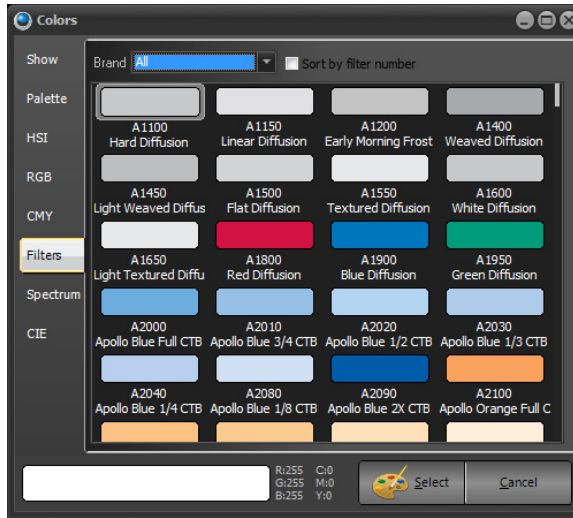 Colors
Show
Palette
HSI
RGB
CMY
Filters
Spectrum
CIE
Brand All Sort by filter number
A1100 A1150 A1200 A1400
Hard Diffusion Linear Diffusion Early Morning Frost Weaved Diffusion
A1450 A1500 A1550 A1600
Light Weaved Diffus Flat Diffusion Textured Diffusion White Diffusion
A1650 A1800 A1900 A1950
Light Textured Diffu Red Diffusion Blue Diffusion Green Diffusion
A2000 A2010 A2020 A2030
Apollo Blue Full CTB Apollo Blue 3/4 CTB Apollo Blue 1/2 CTB Apollo Blue 1/3 CTB
A2040 A2080 A2090 A2100
Apollo Blue 1/4 CTB Apollo Blue 1/8 CTB Apollo Blue 2X CTB Apollo Orange Full C
R:255 C:0
G:255 M:0
B:255 Y:0
Select Cancel